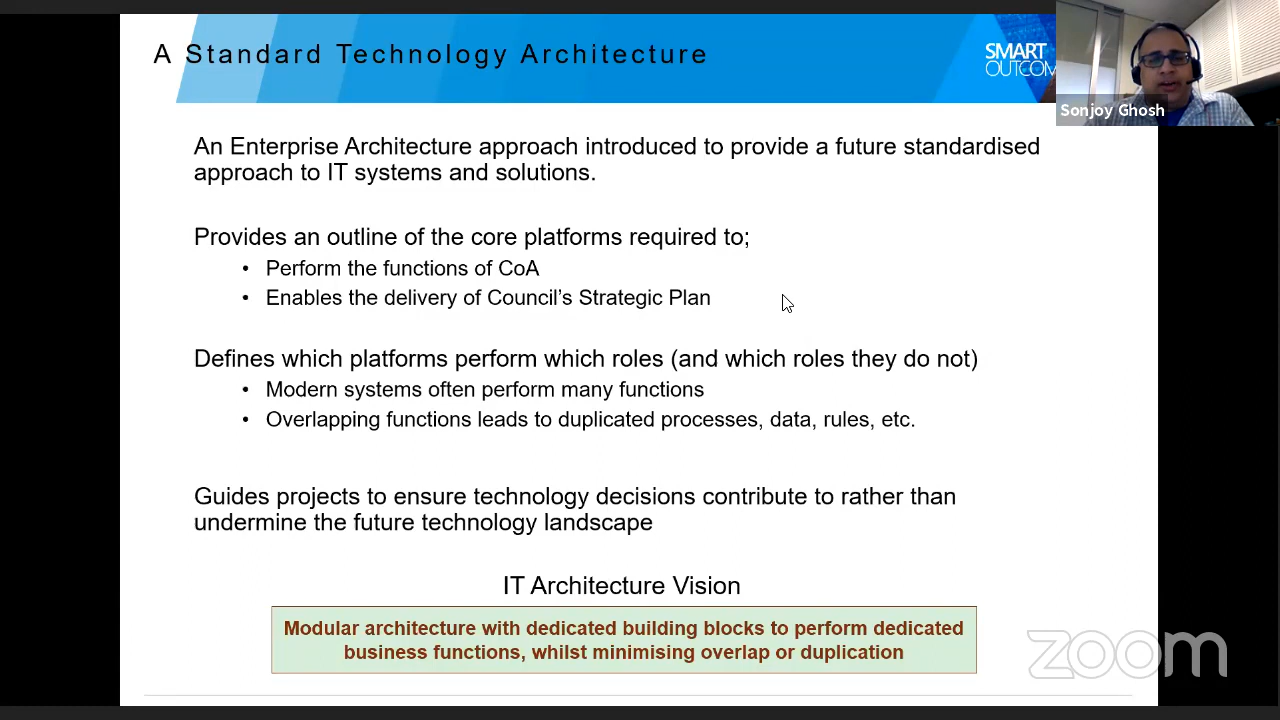 A Standard Technology Architecture
SMART
OUTCOM
Sonjoy Ghosh
An Enterprise Architecture approach introduced to provide a future standardised
approach to IT systems and solutions.
Provides an outline of the core platforms required to;
• Perform the functions of CoA
• Enables the delivery of Council's Strategic Plan
Defines which platforms perform which roles (and which roles they do not)
• Modern systems often perform many functions
• Overlapping functions leads to duplicated processes, data, rules, etc.
Guides projects to ensure technology decisions contribute to rather than
undermine the future technology landscape
IT Architecture Vision
Modular architecture with dedicated building blocks to perform dedicated
business functions, whilst minimising overlap or duplication
zoom